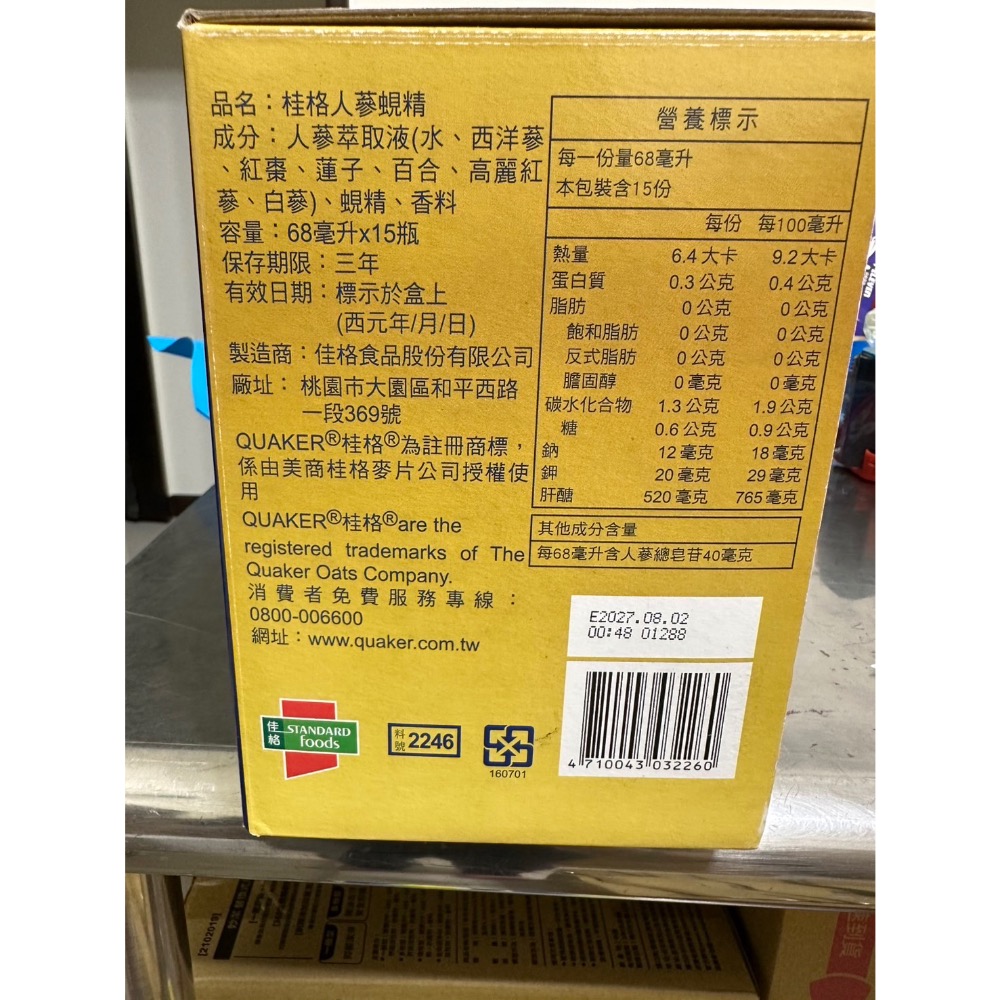 品名：桂格人蔘蜆精
成分：人蔘萃取液(水、西洋蔘
、紅棗、蓮子、百合、高麗紅
蔘、白蔘)、蜆精、香料
容量：68毫升x15瓶
保存期限：三年
有效日期：標示於盒上
(西元年/月/日)
製造商：佳格食品股份有限公司
廠址： 桃園市大園區和平西路
一段369號
QUAKER®桂格®為註冊商標，
係由美商桂格麥片公司授權使
用
QUAKER®桂格®are the
registered trademarks of The
Quaker Oats Company.
消費者免費服務專線：
0800-006600
網址：www.quaker.com.tw
營養標示
每一份量68毫升
本包裝含15份
每份 每100毫升
熱量 6.4大卡 9.2大卡
蛋白質 0.3公克 0.4公克
脂肪 0公克 0公克
飽和脂肪 0公克 0公克
反式脂肪 0公克 0公克
膽固醇 0毫克 0毫克
碳水化合物 1.3公克 1.9公克
糖 0.6公克 0.9公克
鈉 12毫克 18毫克
鉀 20毫克 29毫克
肝醣 520毫克 765毫克
其他成分含量
每68毫升含人蔘總皂苷40毫克
E2027.08.02
00:48 01288
4 710043 032260
佳格 STANDARD
foods
料號 2246
160701
[2102019]